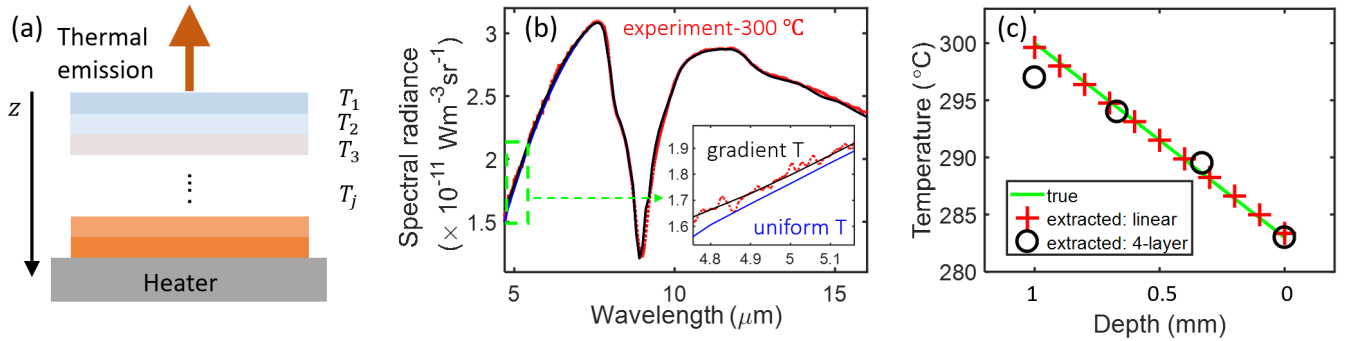 (a)
Thermal
emission
z
T₁
T₂
T₃
⋮
Tⱼ
Heater
(b)
experiment-300 ℃
Spectral radiance
(× 10⁻¹¹ Wm⁻³sr⁻¹)
3
2.5
2
1.5
5
10
15
Wavelength (μm)
gradient T
uniform T
1.9
1.8
1.7
1.6
4.8
4.9
5
5.1
(c)
Temperature (°C)
300
295
290
285
280
true
extracted: linear
extracted: 4-layer
1
0.5
0
Depth (mm)